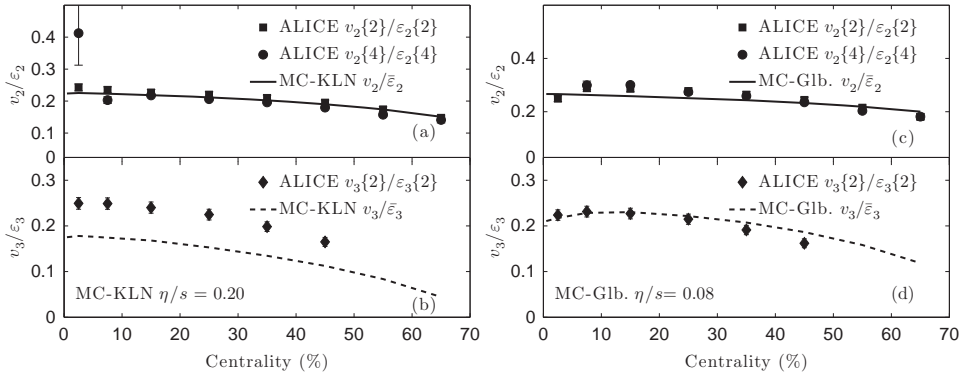 0.4
0.3
0.2
0.1
0
v₂/ε₂
ALICE v₂{2}/ε₂{2}
ALICE v₂{4}/ε₂{4}
MC-KLN v₂/ε̄₂
(a)
0.3
0.2
0.1
0
v₃/ε₃
ALICE v₃{2}/ε₃{2}
MC-KLN v₃/ε̄₃
MC-KLN η/s = 0.20
(b)
0 10 20 30 40 50 60 70
Centrality (%)
0.4
0.2
0
v₂/ε₂
ALICE v₂{2}/ε₂{2}
ALICE v₂{4}/ε₂{4}
MC-Glb. v₂/ε̄₂
(c)
0.3
0.2
0.1
0
v₃/ε₃
ALICE v₃{2}/ε₃{2}
MC-Glb. v₃/ε̄₃
MC-Glb. η/s= 0.08
(d)
0 10 20 30 40 50 60 70
Centrality (%)